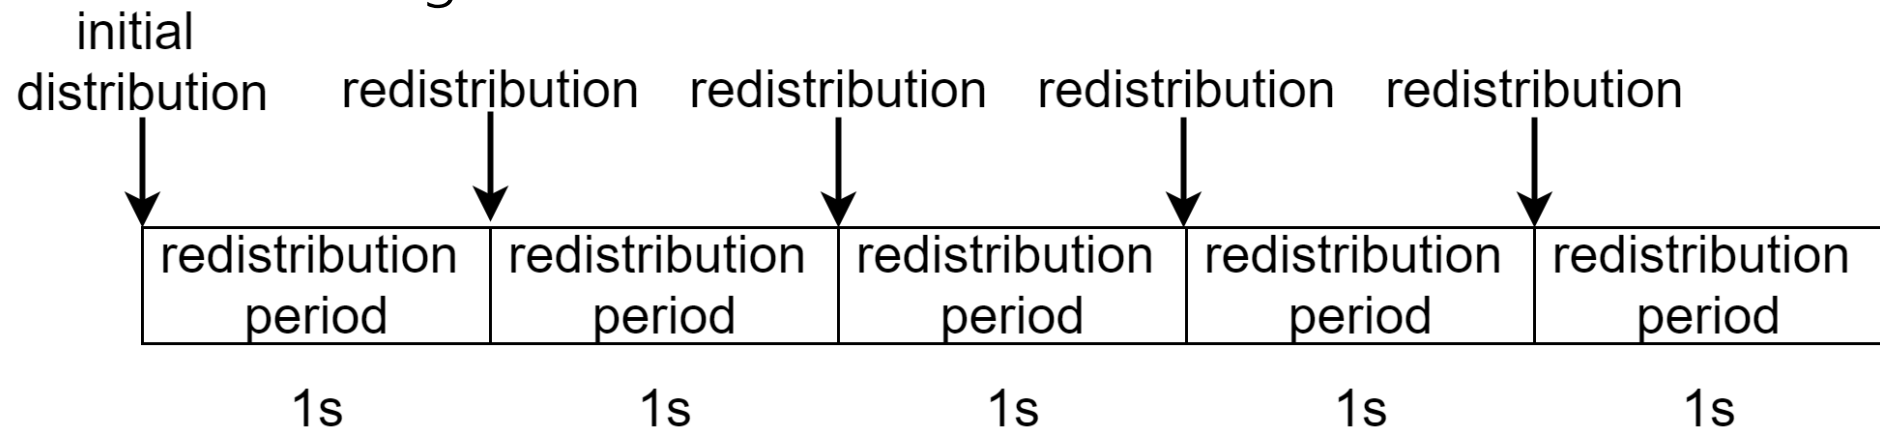 initial
distribution redistribution redistribution redistribution redistribution
redistribution redistribution redistribution redistribution redistribution
period period period period period
1s 1s 1s 1s 1s